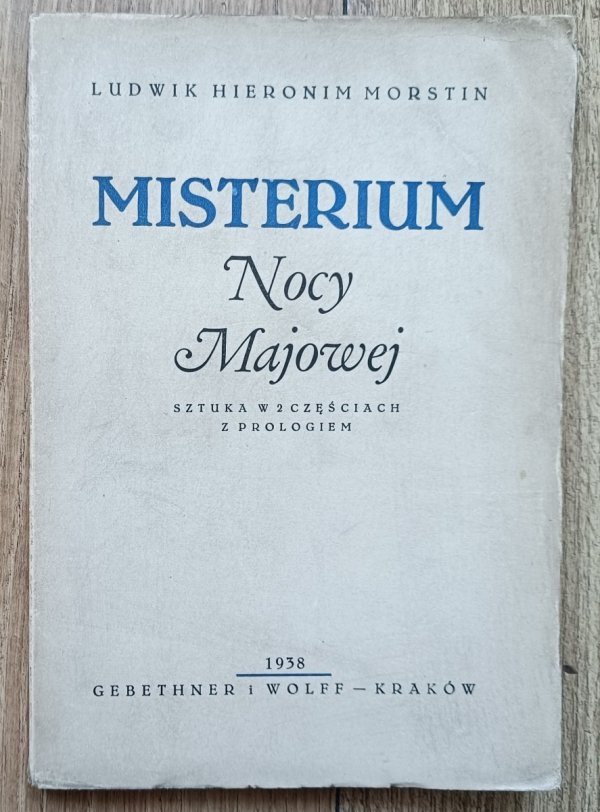 LUDWIK HIERONIM MORSTIN
MISTERIUM
Nocy
Majowej
SZTUKA W 2 CZĘŚCIACH
Z PROLOGIEM
1938
GEBETHNER i WOLFF — KRAKÓW